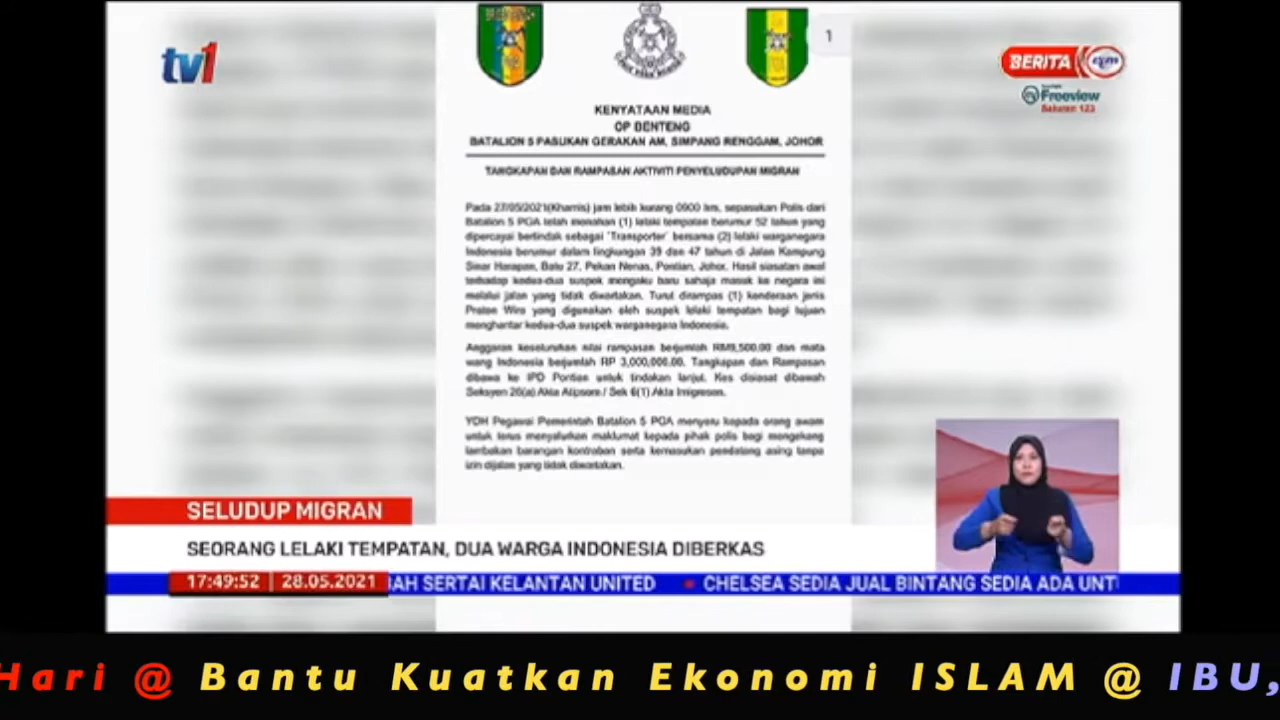 tv1
1
BERITA rtm
Freeview
Saluran 123
KENYATAAN MEDIA
OP BENTENG
BATALION 5 PASUKAN GERAKAN AM, SIMPANG RENGGAM, JOHOR
TANGKAPAN DAN RAMPASAN AKTIVITI PENYELUDUPAN MIGRAN
Pada 27/05/2021(Khamis) jam lebih kurang 0900 hrs, sepasukan Polis dari
Batalion 5 PGA telah menahan (1) lelaki tempatan berumur 52 tahun yang
dipercayai bertindak sebagai 'Transporter' bersama (2) lelaki warganegara
Indonesia berumur dalam lingkungan 39 dan 47 tahun di Jalan Kampung
Sinar Harapan, Batu 27, Pekan Nenas, Pontian, Johor. Hasil siasatan awal
terhadap kedua-dua suspek mengaku baru sahaja masuk ke negara ini
melalui jalan yang tidak diwartakan. Turut dirampas (1) kenderaan jenis
Proton Wira yang digunakan oleh suspek lelaki tempatan bagi tujuan
menghantar kedua-dua suspek warganegara Indonesia.
Anggaran keseluruhan nilai rampasan berjumlah RM9,500.00 dan mata
wang Indonesia berjumlah RP 3,000,000.00. Tangkapan dan Rampasan
dibawa ke IPD Pontian untuk tindakan lanjut. Kes disiasat dibawah
Seksyen 26(a) Akta Atipsom / Sek 6(1) Akta Imigresen.
YDH Pegawai Pemerintah Batalion 5 PGA menyeru kepada orang awam
untuk terus menyalurkan maklumat kepada pihak polis bagi mengekang
lambakan barangan kontraban serta kemasukan pendatang asing tanpa
izin dijalan yang tidak diwartakan.
SELUDUP MIGRAN
SEORANG LELAKI TEMPATAN, DUA WARGA INDONESIA DIBERKAS
17:49:52 | 28.05.2021 BAH SERTAI KELANTAN UNITED CHELSEA SEDIA JUAL BINTANG SEDIA ADA UNT
Hari @ Bantu Kuatkan Ekonomi ISLAM @ IBU,